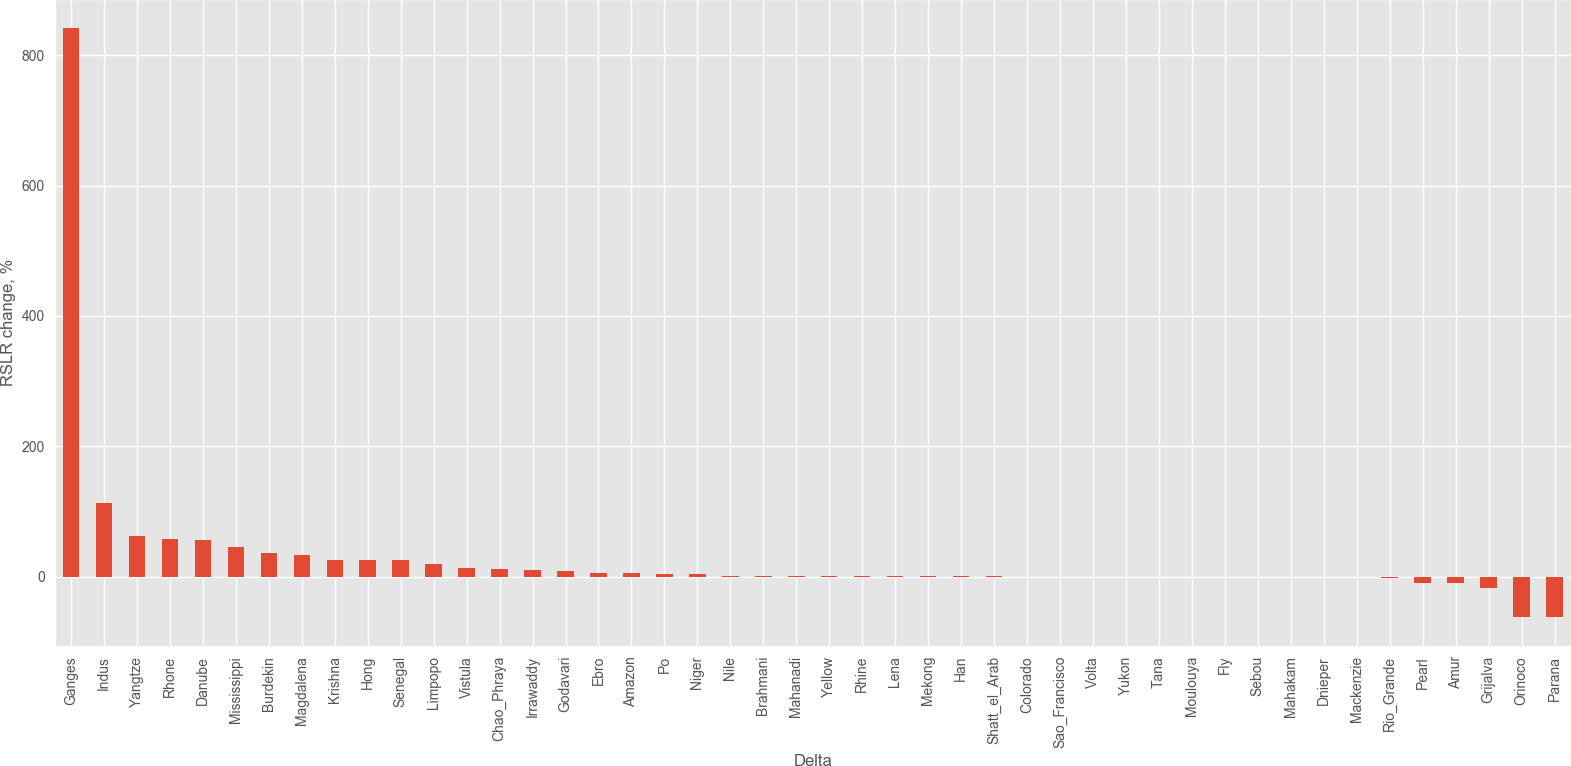 RSLR change, %
800
600
400
200
0
Ganges
Indus
Yangtze
Rhone
Danube
Mississippi
Burdekin
Magdalena
Krishna
Hong
Senegal
Limpopo
Vistula
Chao_Phraya
Irrawaddy
Godavari
Ebro
Amazon
Po
Niger
Nile
Brahmani
Mahanadi
Yellow
Rhine
Lena
Mekong
Han
Shatt_el_Arab
Colorado
Sao_Francisco
Volta
Yukon
Tana
Moulouya
Fly
Sebou
Mahakam
Dnieper
Mackenzie
Rio_Grande
Pearl
Amur
Grijalva
Orinoco
Parana
Delta